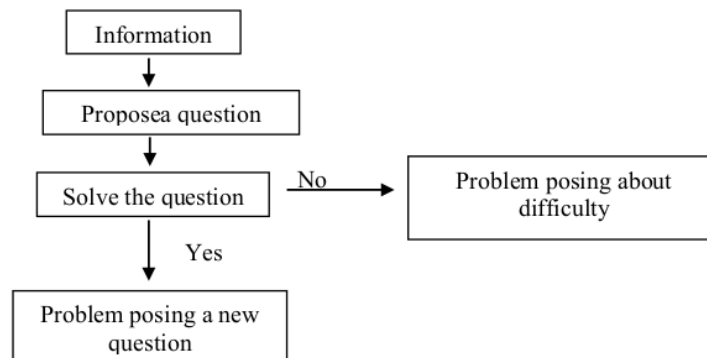 Information
Proposea question
Solve the question
No
Problem posing about
difficulty
Yes
Problem posing a new
question